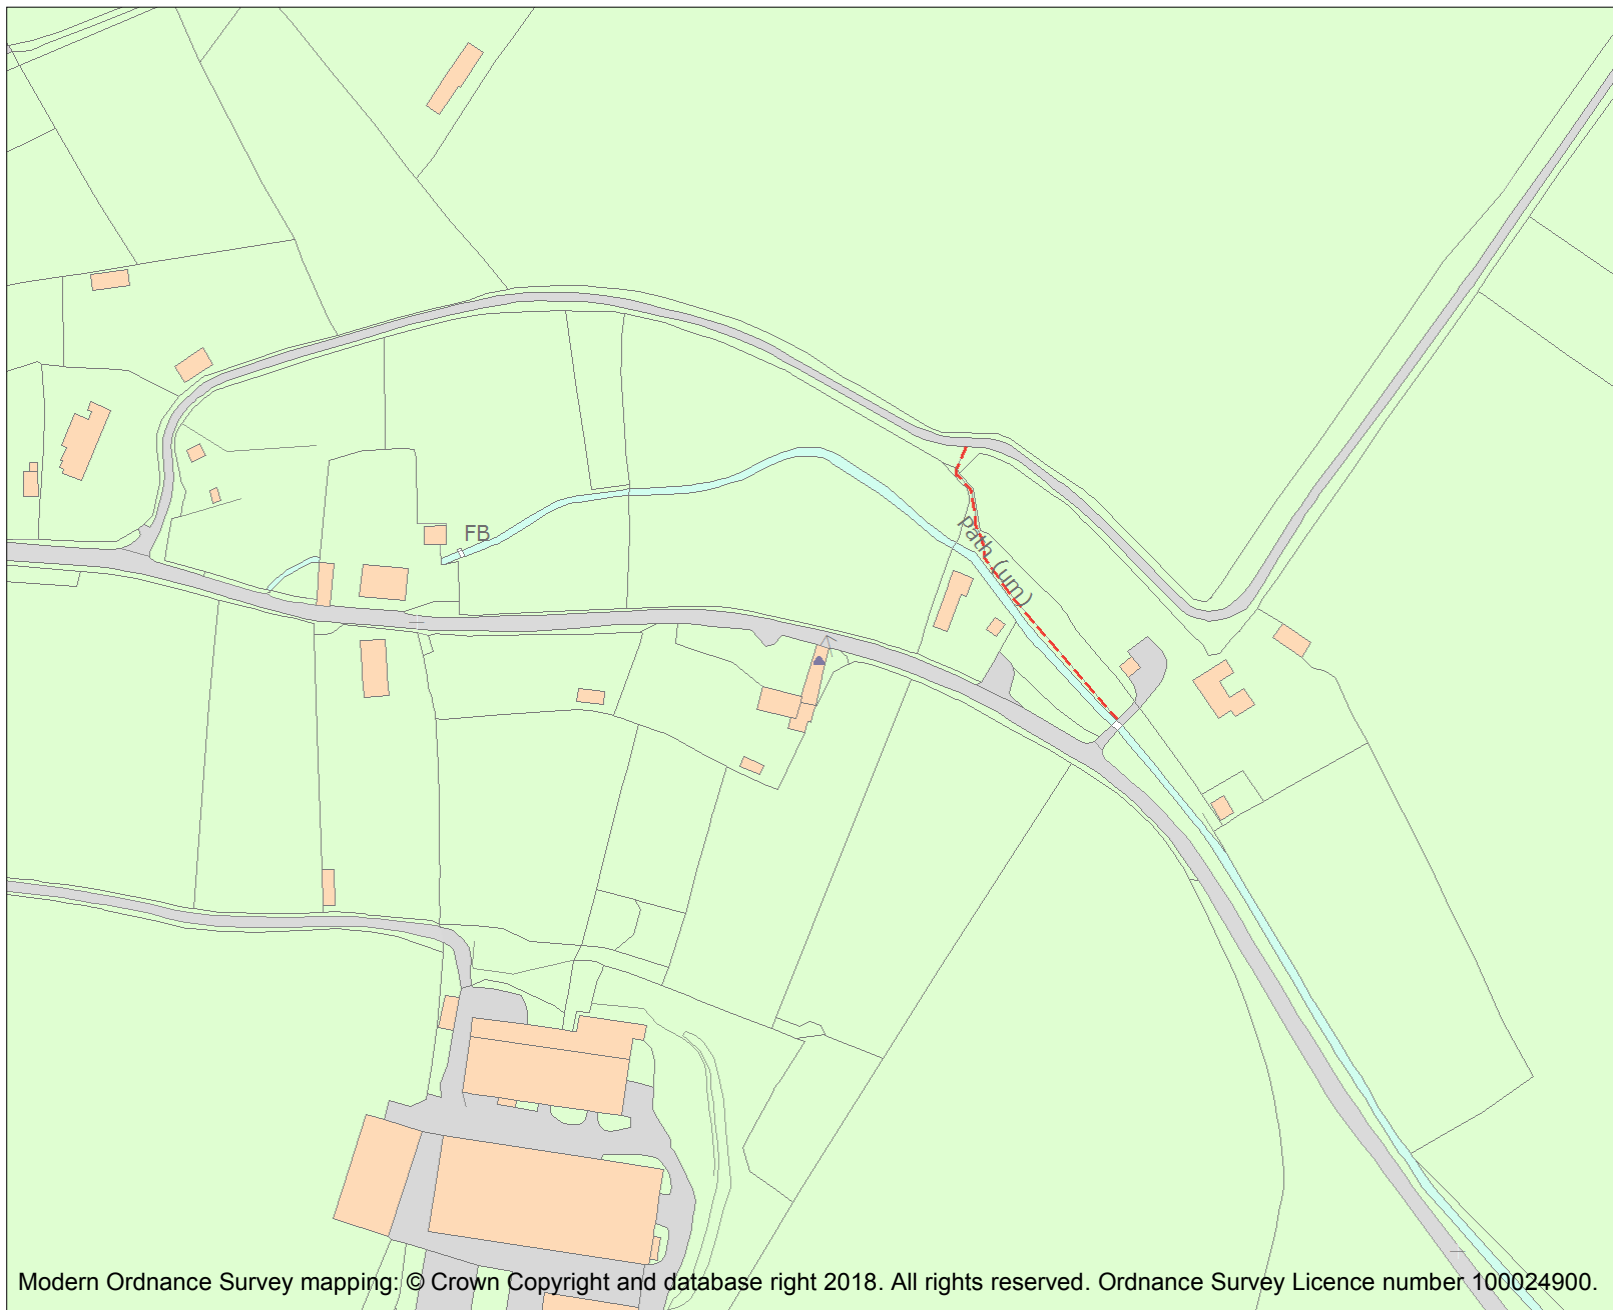 FB
Path (um)
Modern Ordnance Survey mapping: © Crown Copyright and database right 2018. All rights reserved. Ordnance Survey Licence number 100024900.